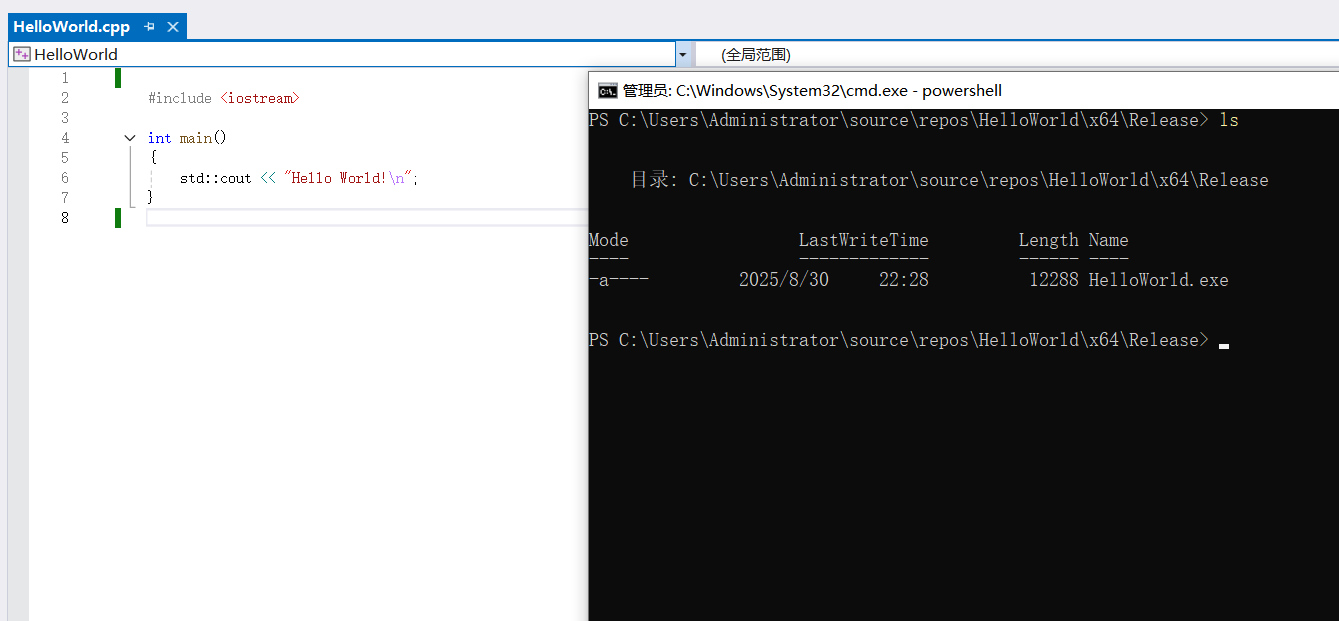 HelloWorld.cpp
HelloWorld
(全局范围)
1
2 #include <iostream>
3
4 int main()
5 {
6 std::cout << "Hello World!\n";
7 }
8
管理员: C:\Windows\System32\cmd.exe - powershell
PS C:\Users\Administrator\source\repos\HelloWorld\x64\Release> ls
目录: C:\Users\Administrator\source\repos\HelloWorld\x64\Release
Mode LastWriteTime Length Name
---- ------------- ------ ----
-a---- 2025/8/30 22:28 12288 HelloWorld.exe
PS C:\Users\Administrator\source\repos\HelloWorld\x64\Release>